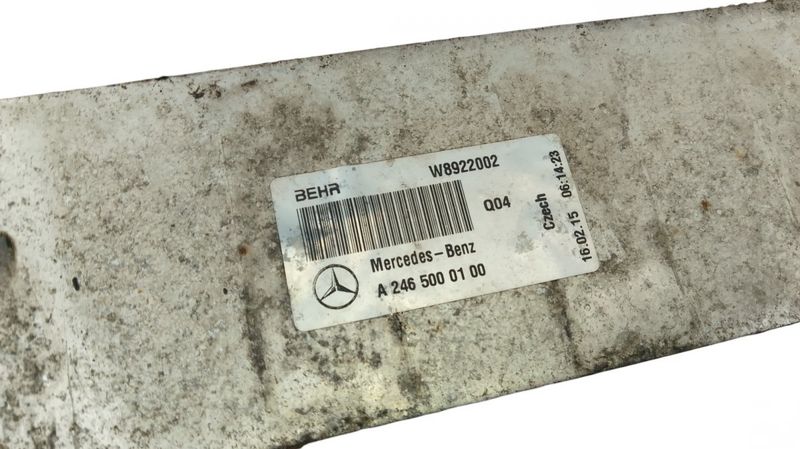 BEHR W8922002
Q04
Mercedes-Benz
A 246 500 01 00
Czech
16.02.15 06:14:23